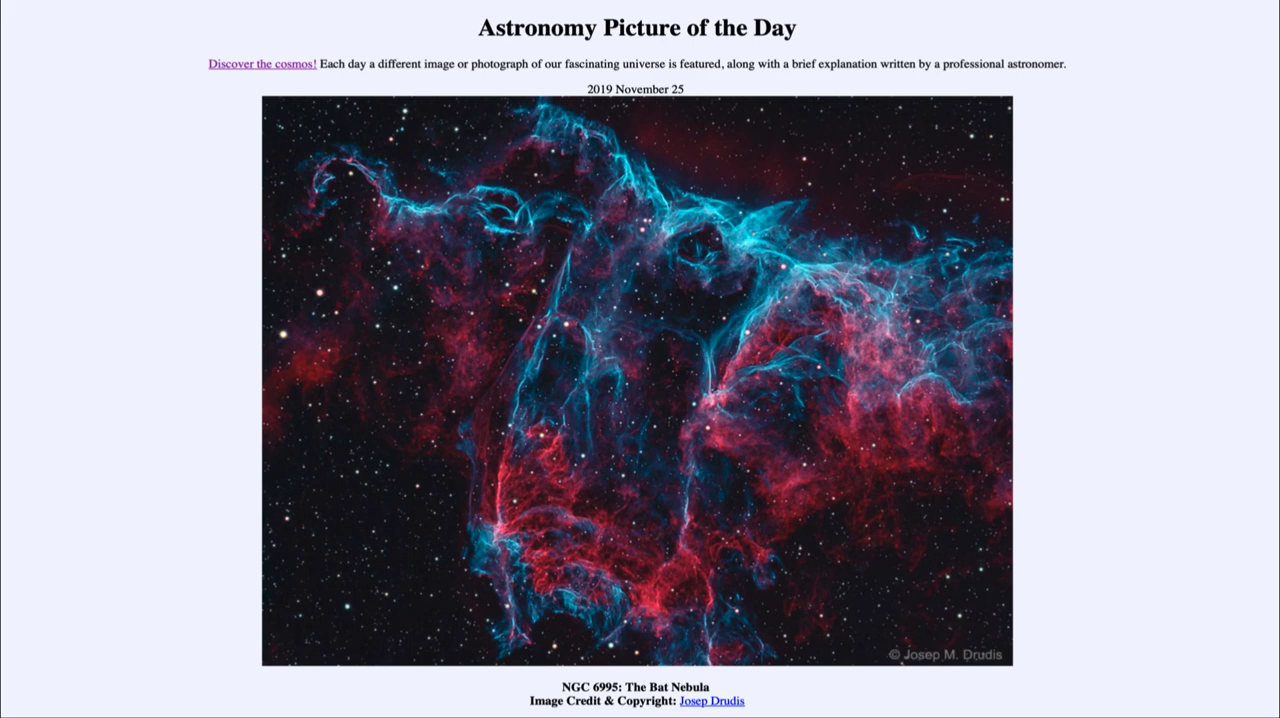 Astronomy Picture of the Day
Discover the cosmos! Each day a different image or photograph of our fascinating universe is featured, along with a brief explanation written by a professional astronomer.
2019 November 25
© Josep M. Drudis
NGC 6995: The Bat Nebula
Image Credit & Copyright: Josep Drudis